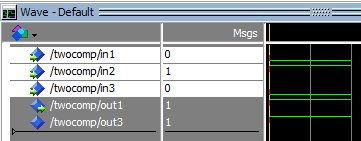 Wave - Default
Msgs
/twocomp/in1 0
/twocomp/in2 1
/twocomp/in3 0
/twocomp/out1 1
/twocomp/out3 1